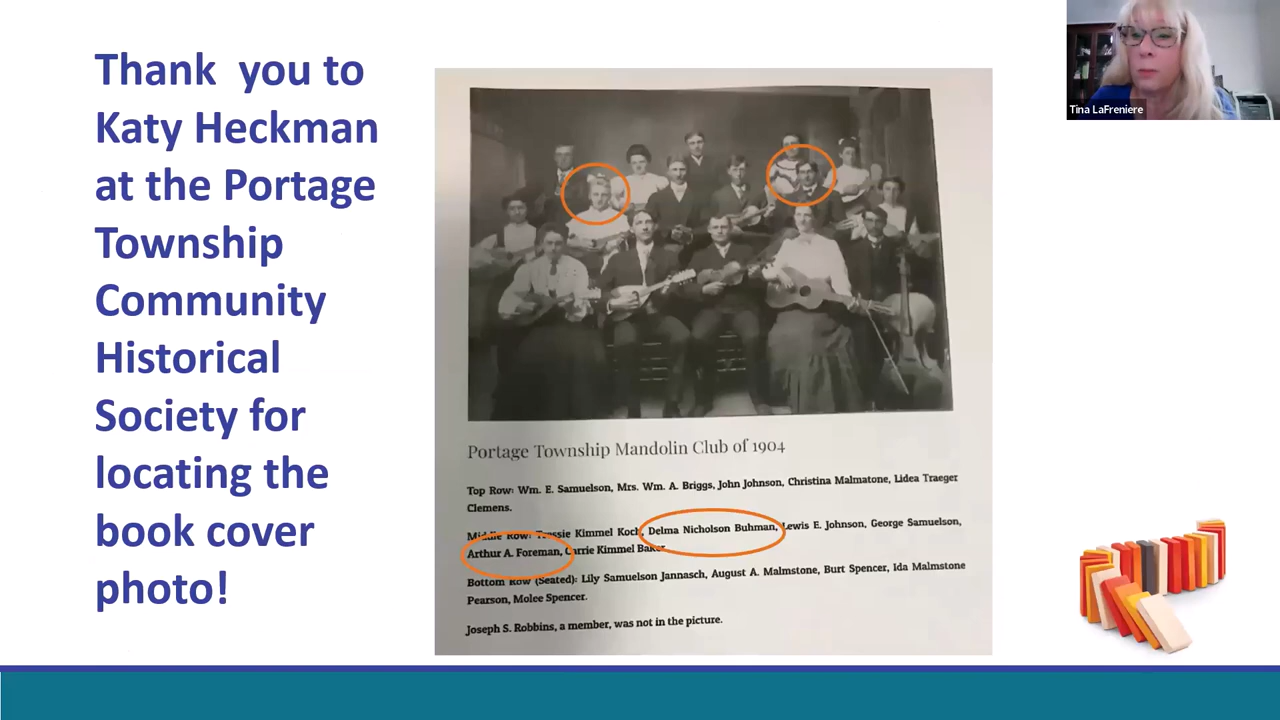 Thank you to
Katy Heckman
at the Portage
Township
Community
Historical
Society for
locating the
book cover
photo!
Tina LaFreniere
Portage Township Mandolin Club of 1904
Top Row: Wm. E. Samuelson, Mrs. Wm. A. Briggs, John Johnson, Christina Malmatone, Lidea Traeger
Clemens.
Middle Row: Tressie Kimmel Koch, Delma Nicholson Buhman, Lewis E. Johnson, George Samuelson,
Arthur A. Foreman, Carrie Kimmel Baker
Bottom Row (Seated): Lily Samuelson Jannasch, August A. Malmstone, Burt Spencer, Ida Malmstone
Pearson, Molee Spencer.
Joseph S. Robbins, a member, was not in the picture.